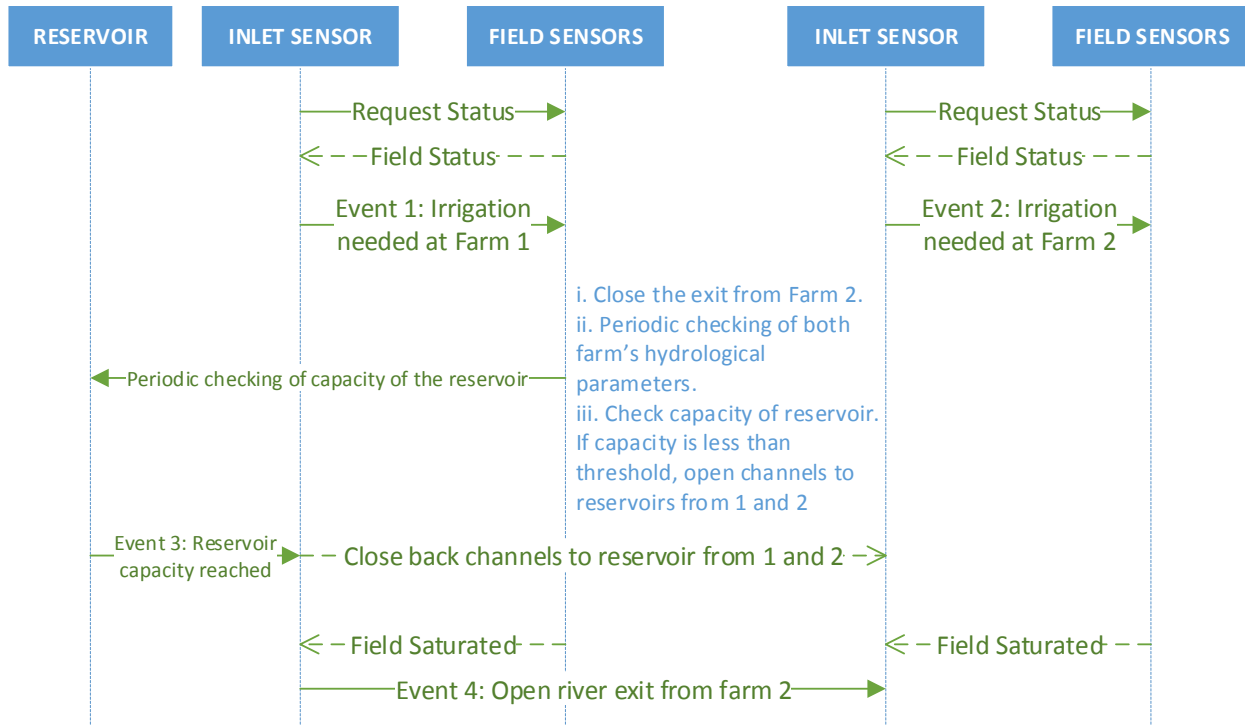 RESERVOIR
INLET SENSOR
FIELD SENSORS
INLET SENSOR
FIELD SENSORS
Request Status
Request Status
Field Status
Field Status
Event 1: Irrigation
needed at Farm 1
Event 2: Irrigation
needed at Farm 2
i. Close the exit from Farm 2.
ii. Periodic checking of both
farm’s hydrological
parameters.
iii. Check capacity of reservoir.
If capacity is less than
threshold, open channels to
reservoirs from 1 and 2
Periodic checking of capacity of the reservoir
Event 3: Reservoir
capacity reached
Close back channels to reservoir from 1 and 2
Field Saturated
Field Saturated
Event 4: Open river exit from farm 2